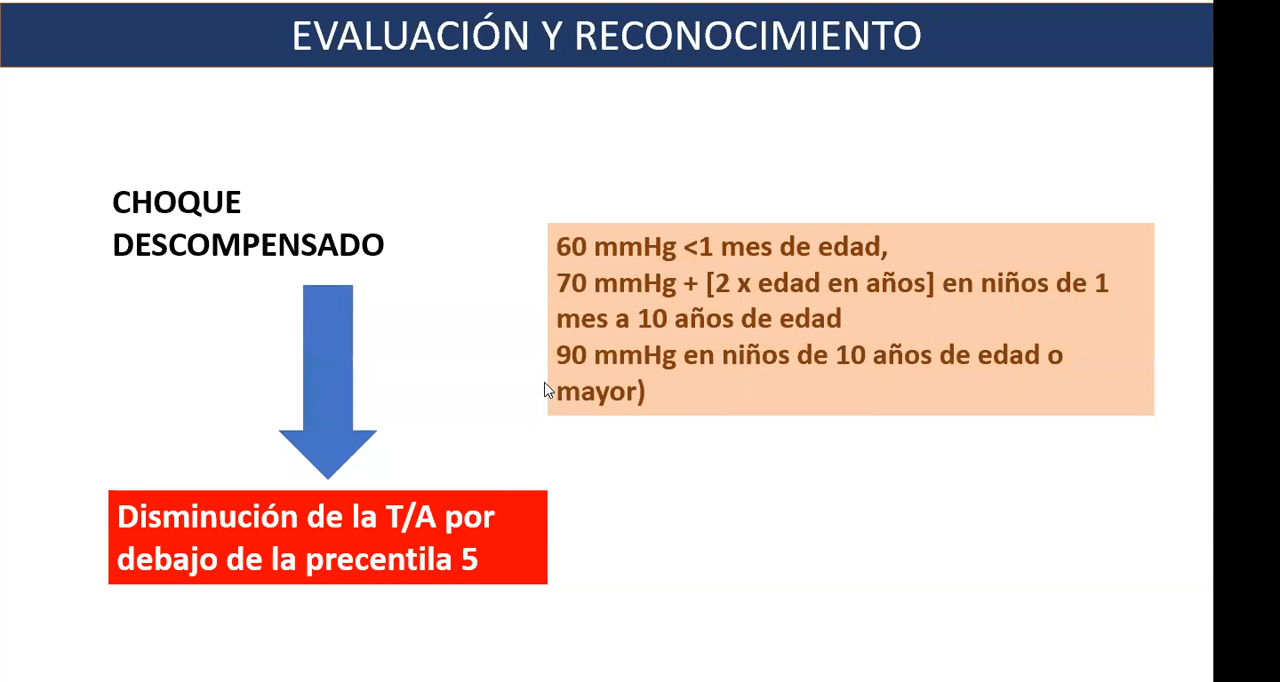 EVALUACIÓN Y RECONOCIMIENTO
CHOQUE
DESCOMPENSADO
60 mmHg <1 mes de edad,
70 mmHg + [2 x edad en años] en niños de 1
mes a 10 años de edad
90 mmHg en niños de 10 años de edad o
mayor)
Disminución de la T/A por
debajo de la precentila 5